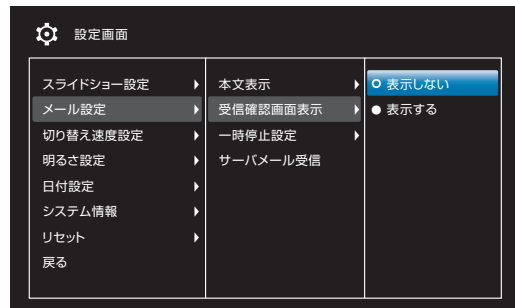 設定画面
スライドショー設定
メール設定
切り替え速度設定
明るさ設定
日付設定
システム情報
リセット
戻る
本文表示
受信確認画面表示
一時停止設定
サーバメール受信
表示しない
表示する